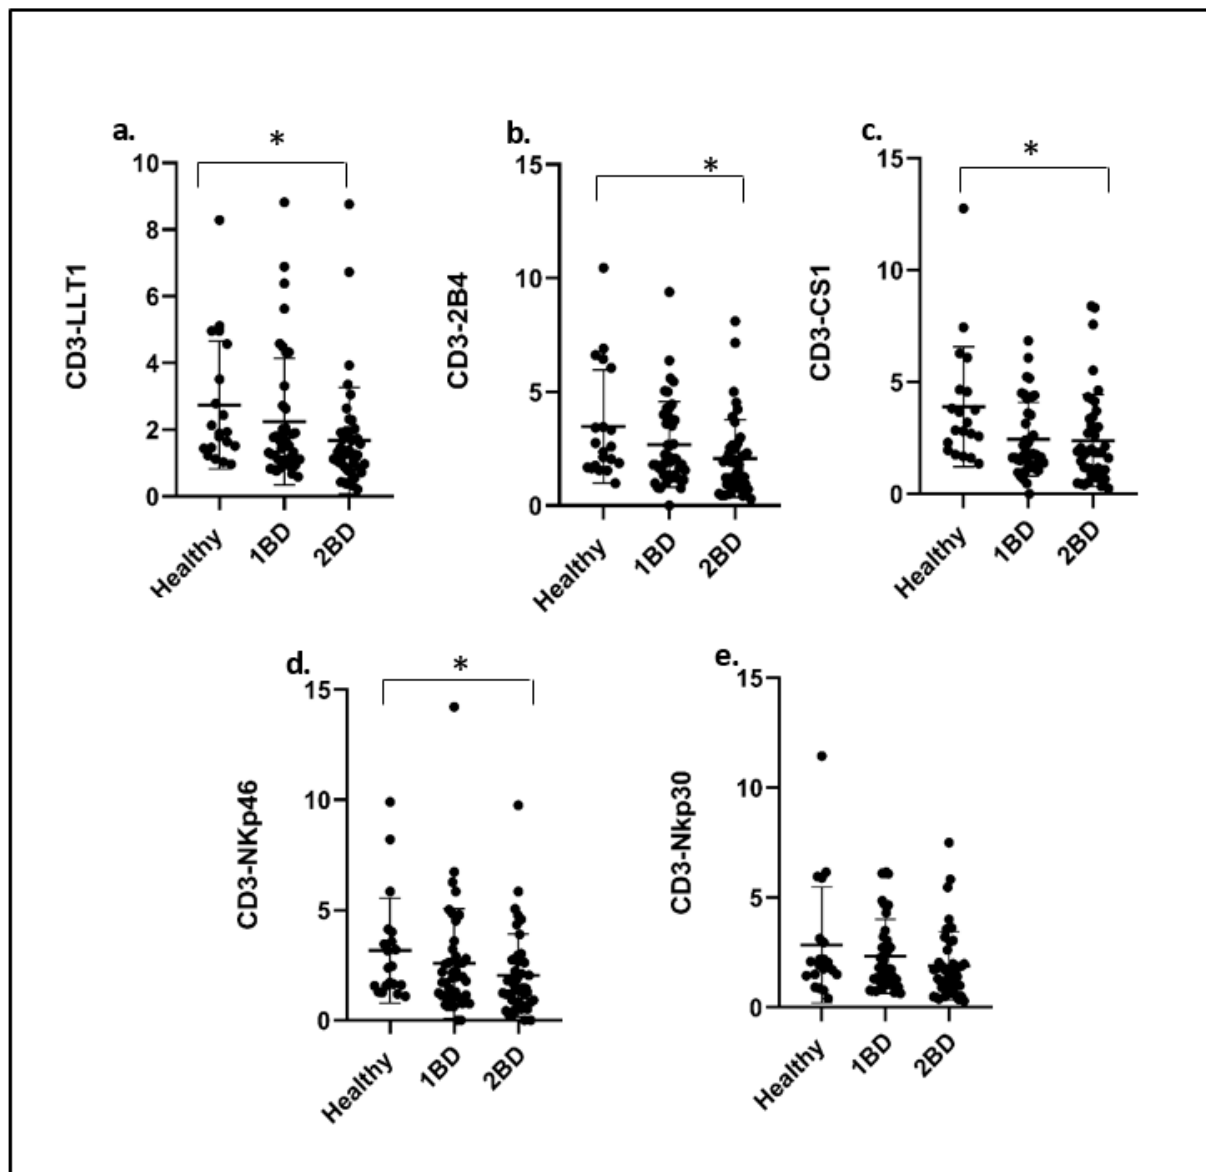 a.
*
CD3-LLT1
10
8
6
4
2
0
Healthy
1BD
2BD
b.
*
CD3-2B4
15
10
5
0
Healthy
1BD
2BD
c.
*
CD3-CS1
15
10
5
0
Healthy
1BD
2BD
d.
*
CD3-NKp46
15
10
5
0
Healthy
1BD
2BD
e.
CD3-Nkp30
15
10
5
0
Healthy
1BD
2BD